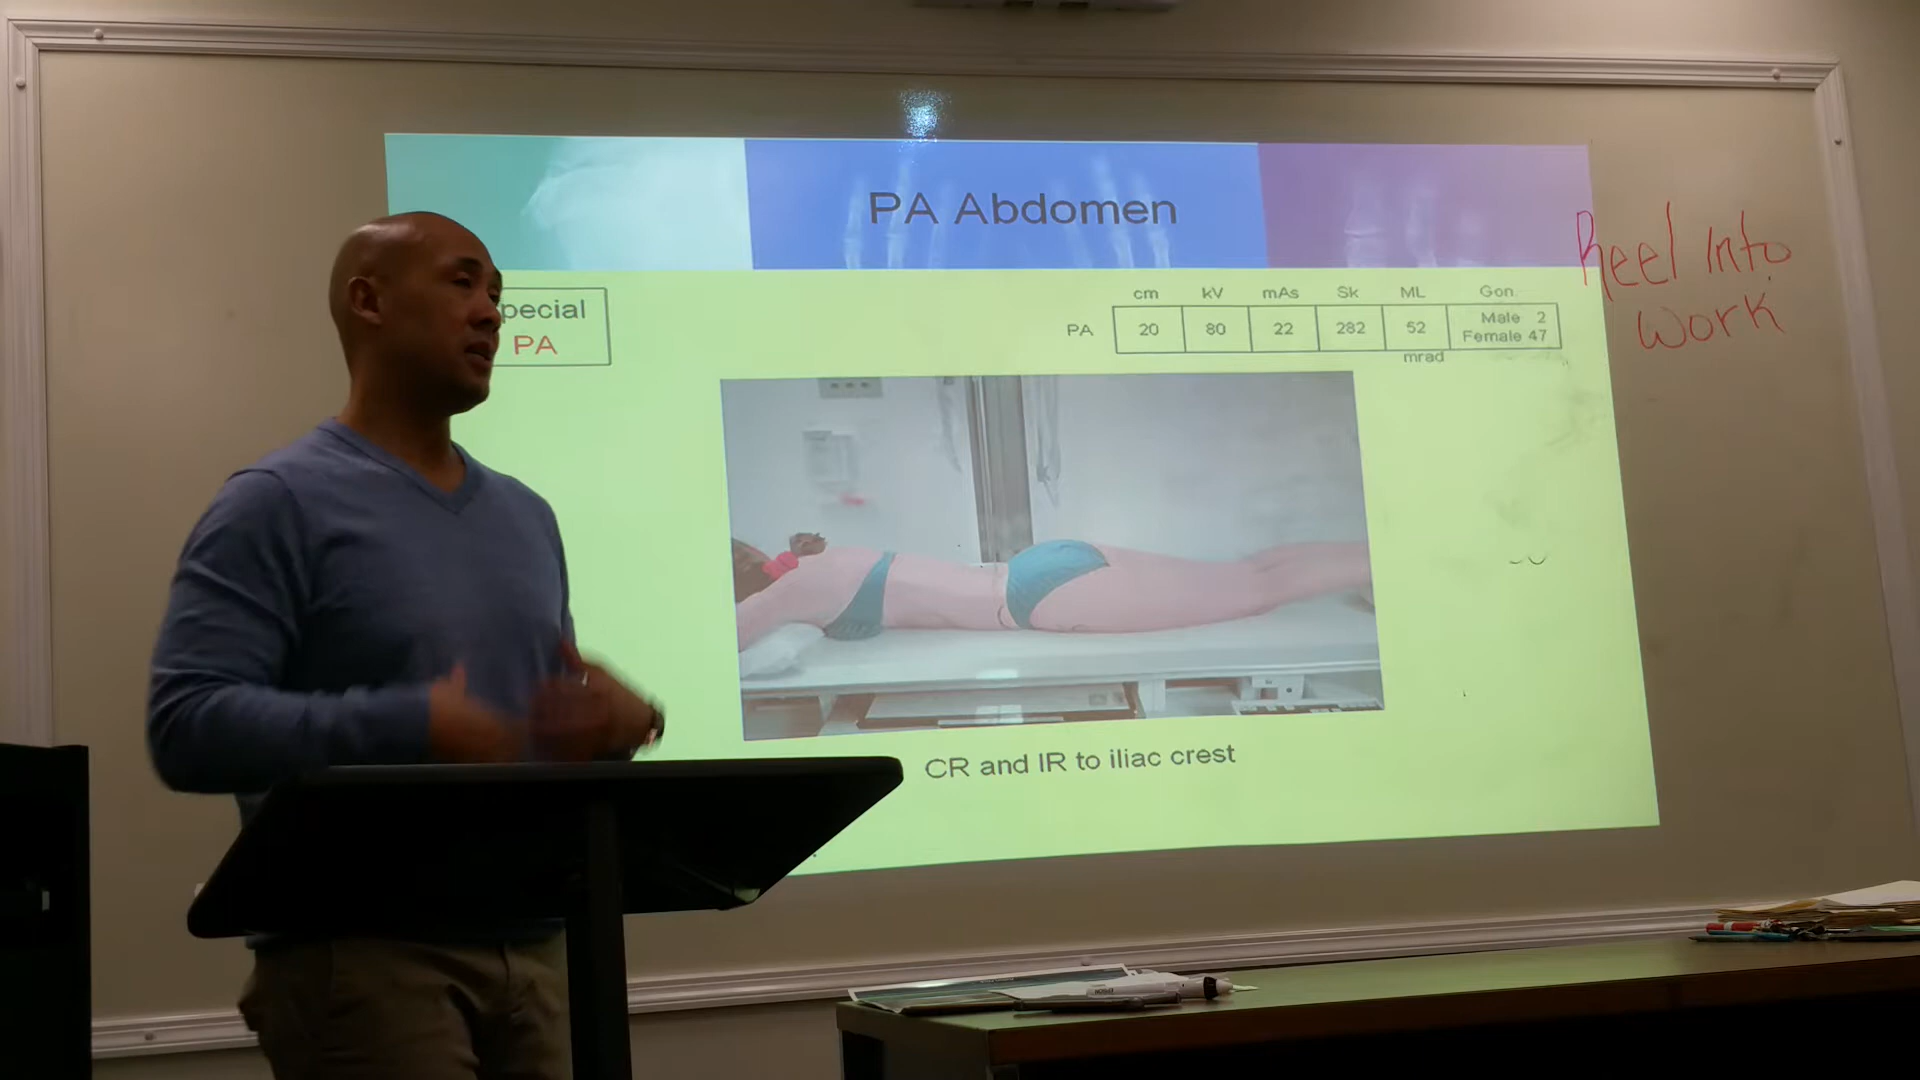 PA Abdomen
pecial
PA
cm kV mAs Sk ML Gon.
PA 20 80 22 282 52 Male 2
Female 47
mrad
CR and IR to iliac crest
Reel into
work